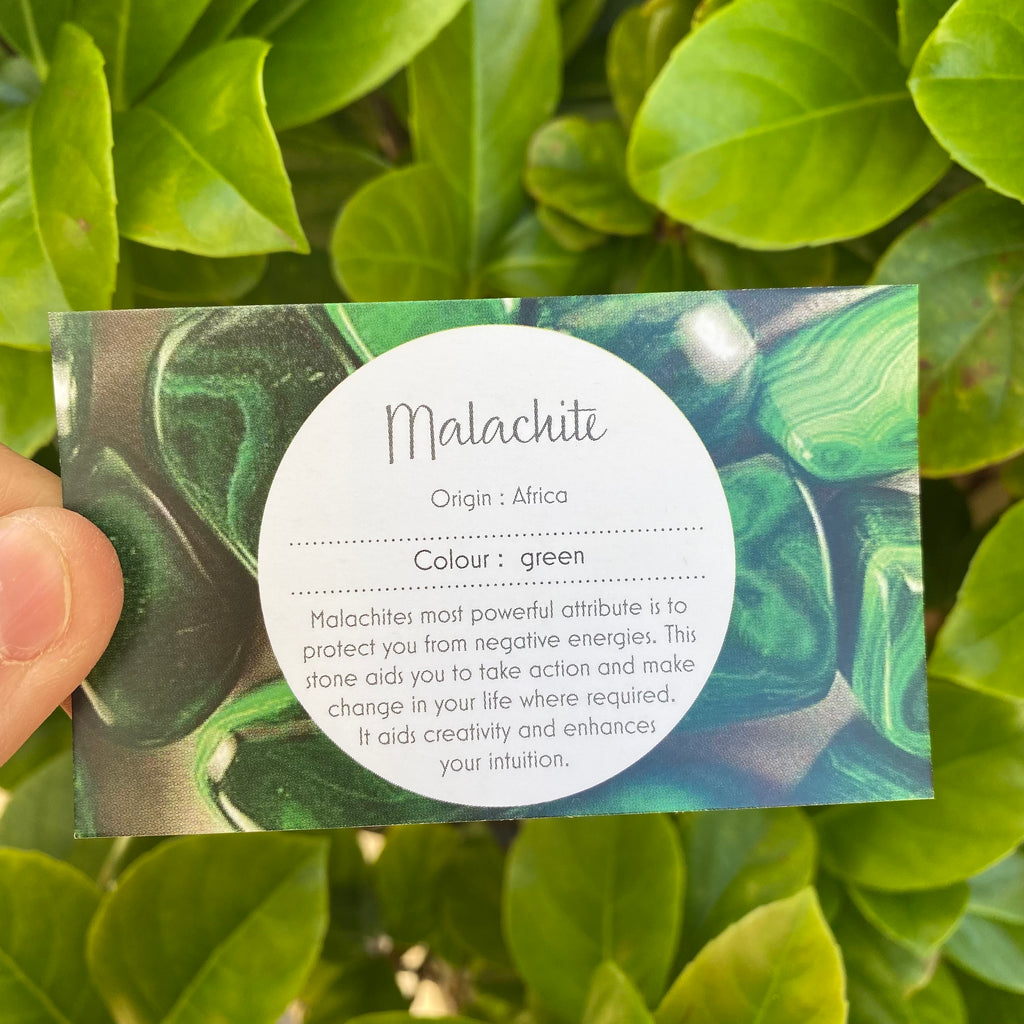 Malachite
Origin : Africa
Colour : green
Malachites most powerful attribute is to
protect you from negative energies. This
stone aids you to take action and make
change in your life where required.
It aids creativity and enhances
your intuition.